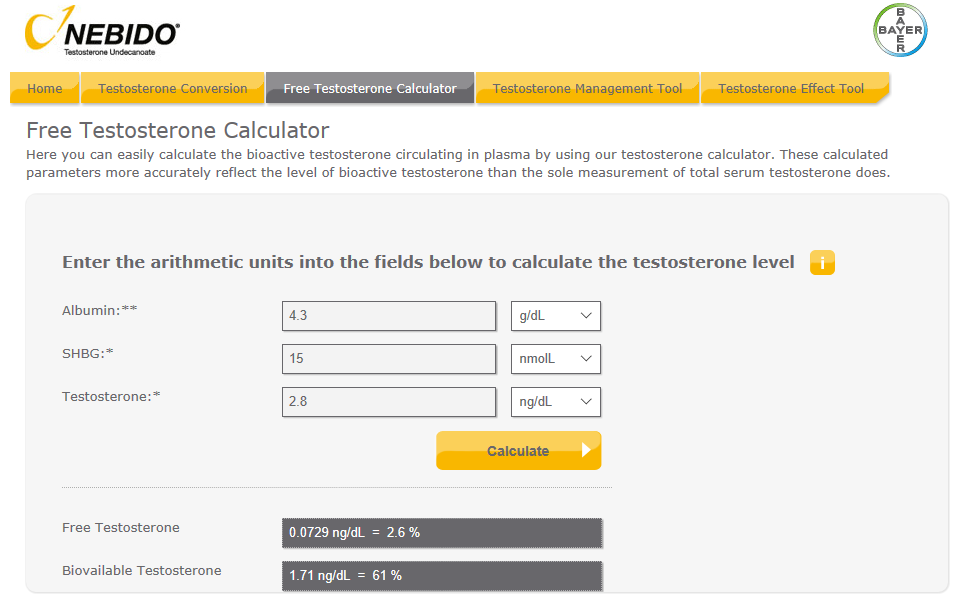 NEBIDO®
Testosterone Undecanoate
BAYER
BAYER
Home Testosterone Conversion Free Testosterone Calculator Testosterone Management Tool Testosterone Effect Tool
Free Testosterone Calculator
Here you can easily calculate the bioactive testosterone circulating in plasma by using our testosterone calculator. These calculated
parameters more accurately reflect the level of bioactive testosterone than the sole measurement of total serum testosterone does.
Enter the arithmetic units into the fields below to calculate the testosterone level i
Albumin:** 4.3 g/dL
SHBG:* 15 nmolL
Testosterone:* 2.8 ng/dL
Calculate
Free Testosterone 0.0729 ng/dL = 2.6 %
Biovailable Testosterone 1.71 ng/dL = 61 %